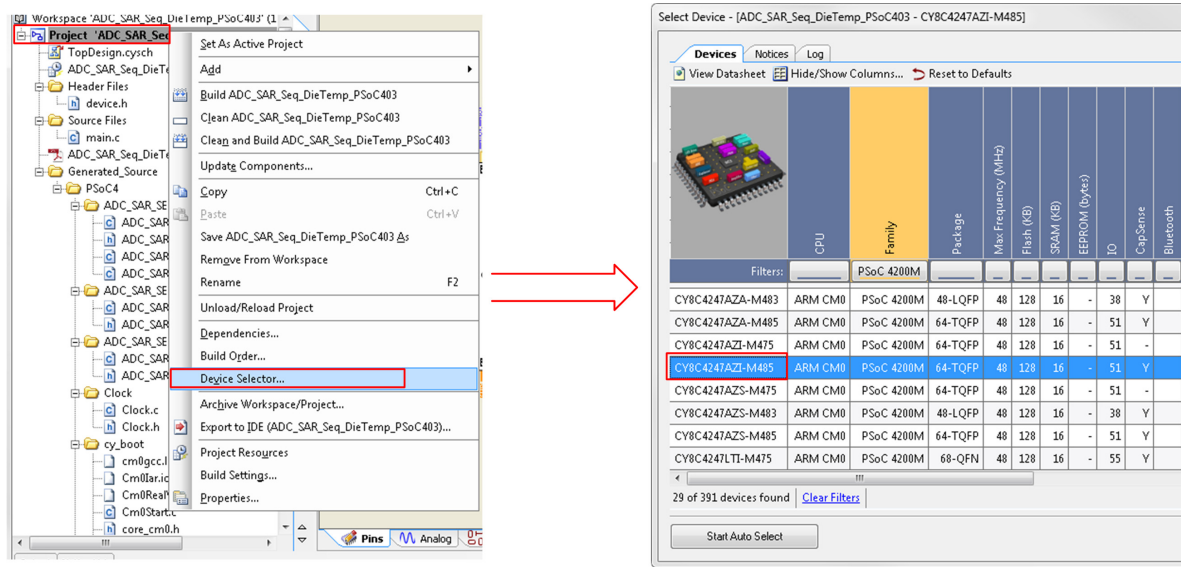 Workspace 'ADC_SAR_Seq_DieTemp_PSoC403' (1
Project 'ADC_SAR_Seq
TopDesign.cysch
ADC_SAR_Seq_DieTe
Header Files
device.h
Source Files
main.c
ADC_SAR_Seq_DieTe
Generated_Source
PSoC4
ADC_SAR_SE
ADC_SAR
ADC_SAR
ADC_SAR
ADC_SAR
ADC_SAR_SE
ADC_SAR
ADC_SAR
ADC_SAR_SE
ADC_SAR
ADC_SAR
Clock
Clock.c
Clock.h
cy_boot
cm0gcc.l
Cm0Iar.ic
Cm0Real
Cm0Start.c
core_cm0.h
Set As Active Project
Add
Build ADC_SAR_Seq_DieTemp_PSoC403
Clean ADC_SAR_Seq_DieTemp_PSoC403
Clean and Build ADC_SAR_Seq_DieTemp_PSoC403
Update Components...
Copy Ctrl+C
Paste Ctrl+V
Save ADC_SAR_Seq_DieTemp_PSoC403 As
Remove From Workspace
Rename F2
Unload/Reload Project
Dependencies...
Build Order...
Device Selector...
Archive Workspace/Project...
Export to IDE (ADC_SAR_Seq_DieTemp_PSoC403)...
Project Resources
Build Settings...
Properties...
Pins Analog
Select Device - [ADC_SAR_Seq_DieTemp_PSoC403 - CY8C4247AZI-M485]
Devices Notices Log
View Datasheet Hide/Show Columns... Reset to Defaults
CPU Family Package Max Frequency (MHz) Flash (KB) SRAM (KB) EEPROM (bytes) IO CapSense Bluetooth
Filters: PSoC 4200M
CY8C4247AZA-M483 ARM CM0 PSoC 4200M 48-LQFP 48 128 16 - 38 Y
CY8C4247AZA-M485 ARM CM0 PSoC 4200M 64-TQFP 48 128 16 - 51 Y
CY8C4247AZI-M475 ARM CM0 PSoC 4200M 64-TQFP 48 128 16 - 51 -
CY8C4247AZI-M485 ARM CM0 PSoC 4200M 64-TQFP 48 128 16 - 51 Y
CY8C4247AZS-M475 ARM CM0 PSoC 4200M 64-TQFP 48 128 16 - 51 -
CY8C4247AZS-M483 ARM CM0 PSoC 4200M 48-LQFP 48 128 16 - 38 Y
CY8C4247AZS-M485 ARM CM0 PSoC 4200M 64-TQFP 48 128 16 - 51 Y
CY8C4247LTI-M475 ARM CM0 PSoC 4200M 68-QFN 48 128 16 - 55 Y
29 of 391 devices found Clear Filters
Start Auto Select